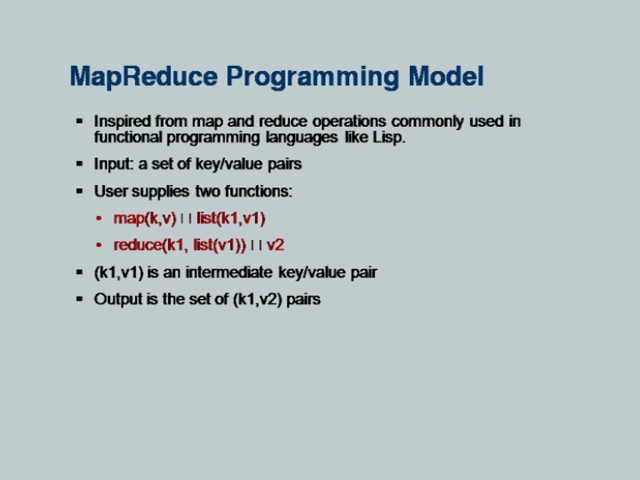 MapReduce Programming Model
▪ Inspired from map and reduce operations commonly used in
functional programming languages like Lisp.
▪ Input: a set of key/value pairs
▪ User supplies two functions:
• map(k,v) □□ list(k1,v1)
• reduce(k1, list(v1)) □□ v2
▪ (k1,v1) is an intermediate key/value pair
▪ Output is the set of (k1,v2) pairs